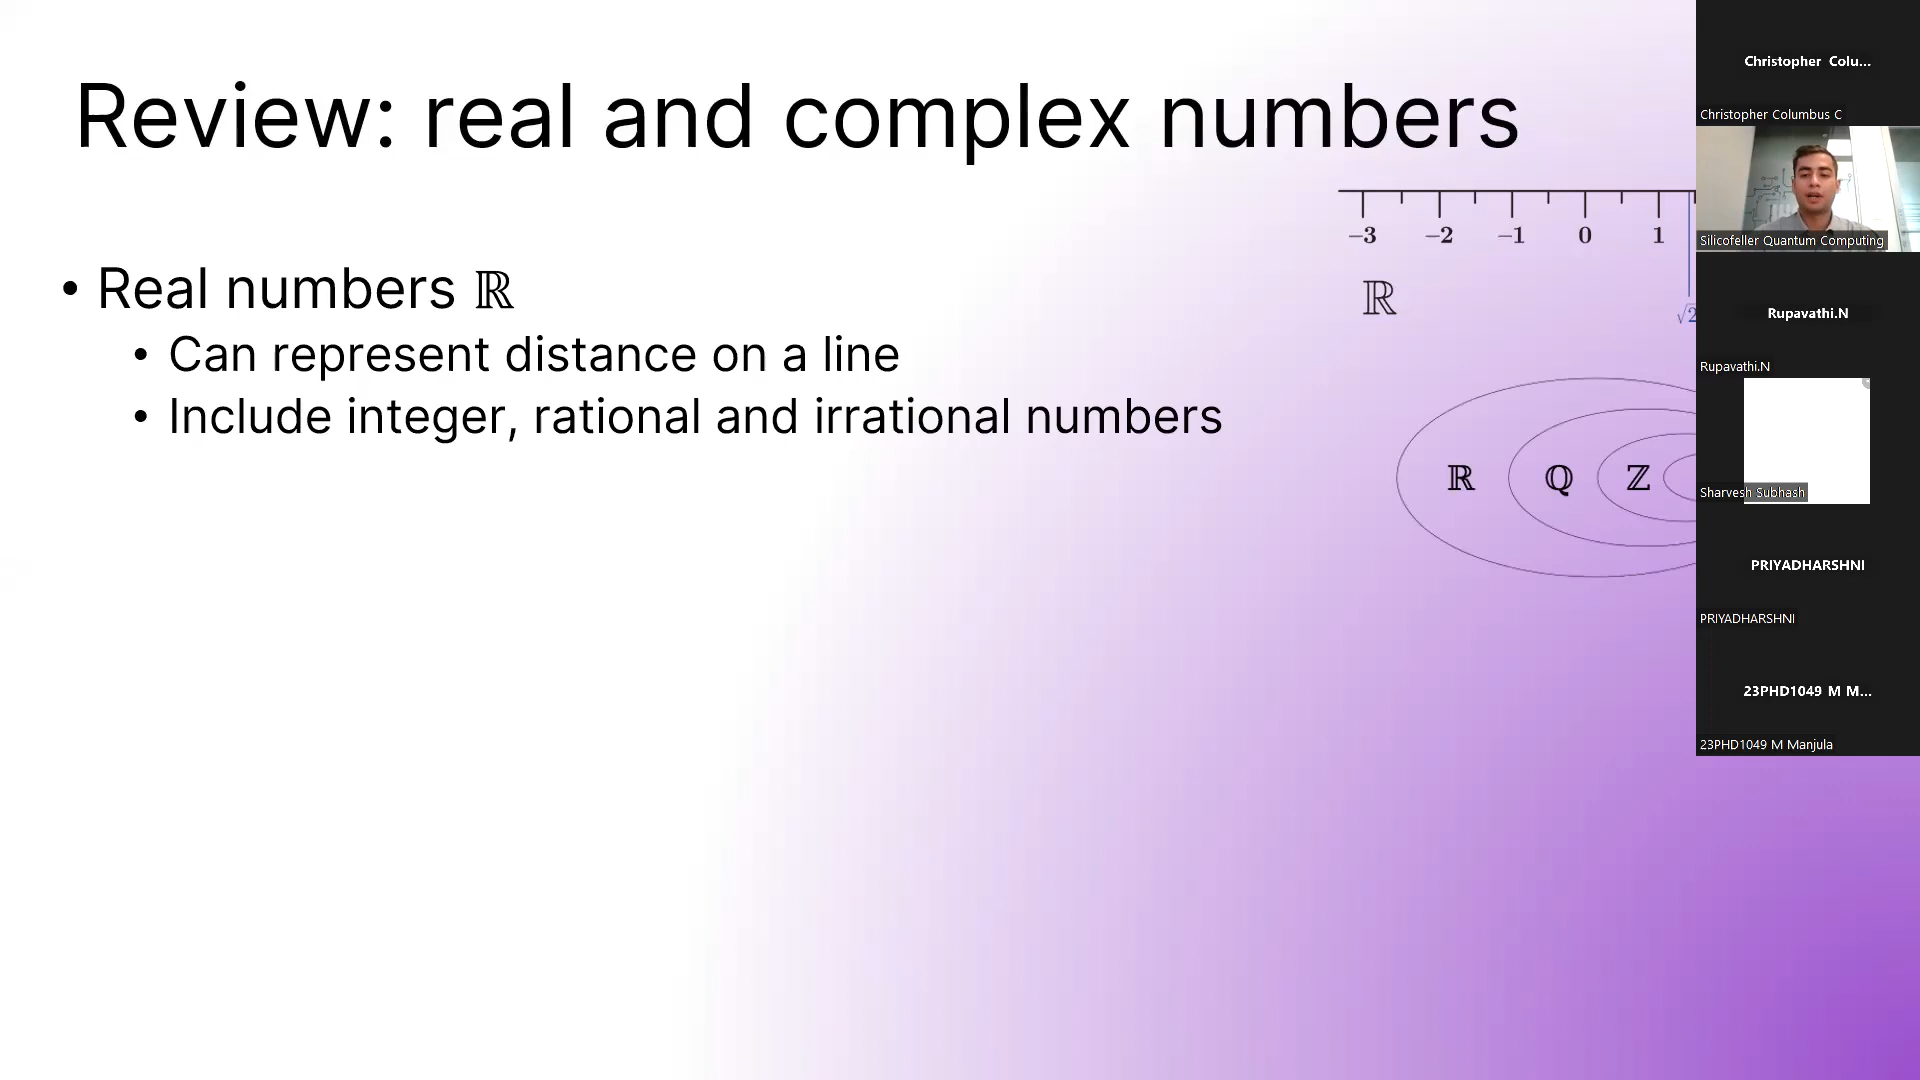 Review: real and complex numbers
• Real numbers ℝ
• Can represent distance on a line
• Include integer, rational and irrational numbers
−3 −2 −1 0 1
ℝ
√2
ℝ ℚ ℤ
Christopher Colu...
Christopher Columbus C
Silicofeller Quantum Computing
Rupavathi.N
Rupavathi.N
Sharvesh Subhash
PRIYADHARSHNI
PRIYADHARSHNI
23PHD1049 M M...
23PHD1049 M Manjula